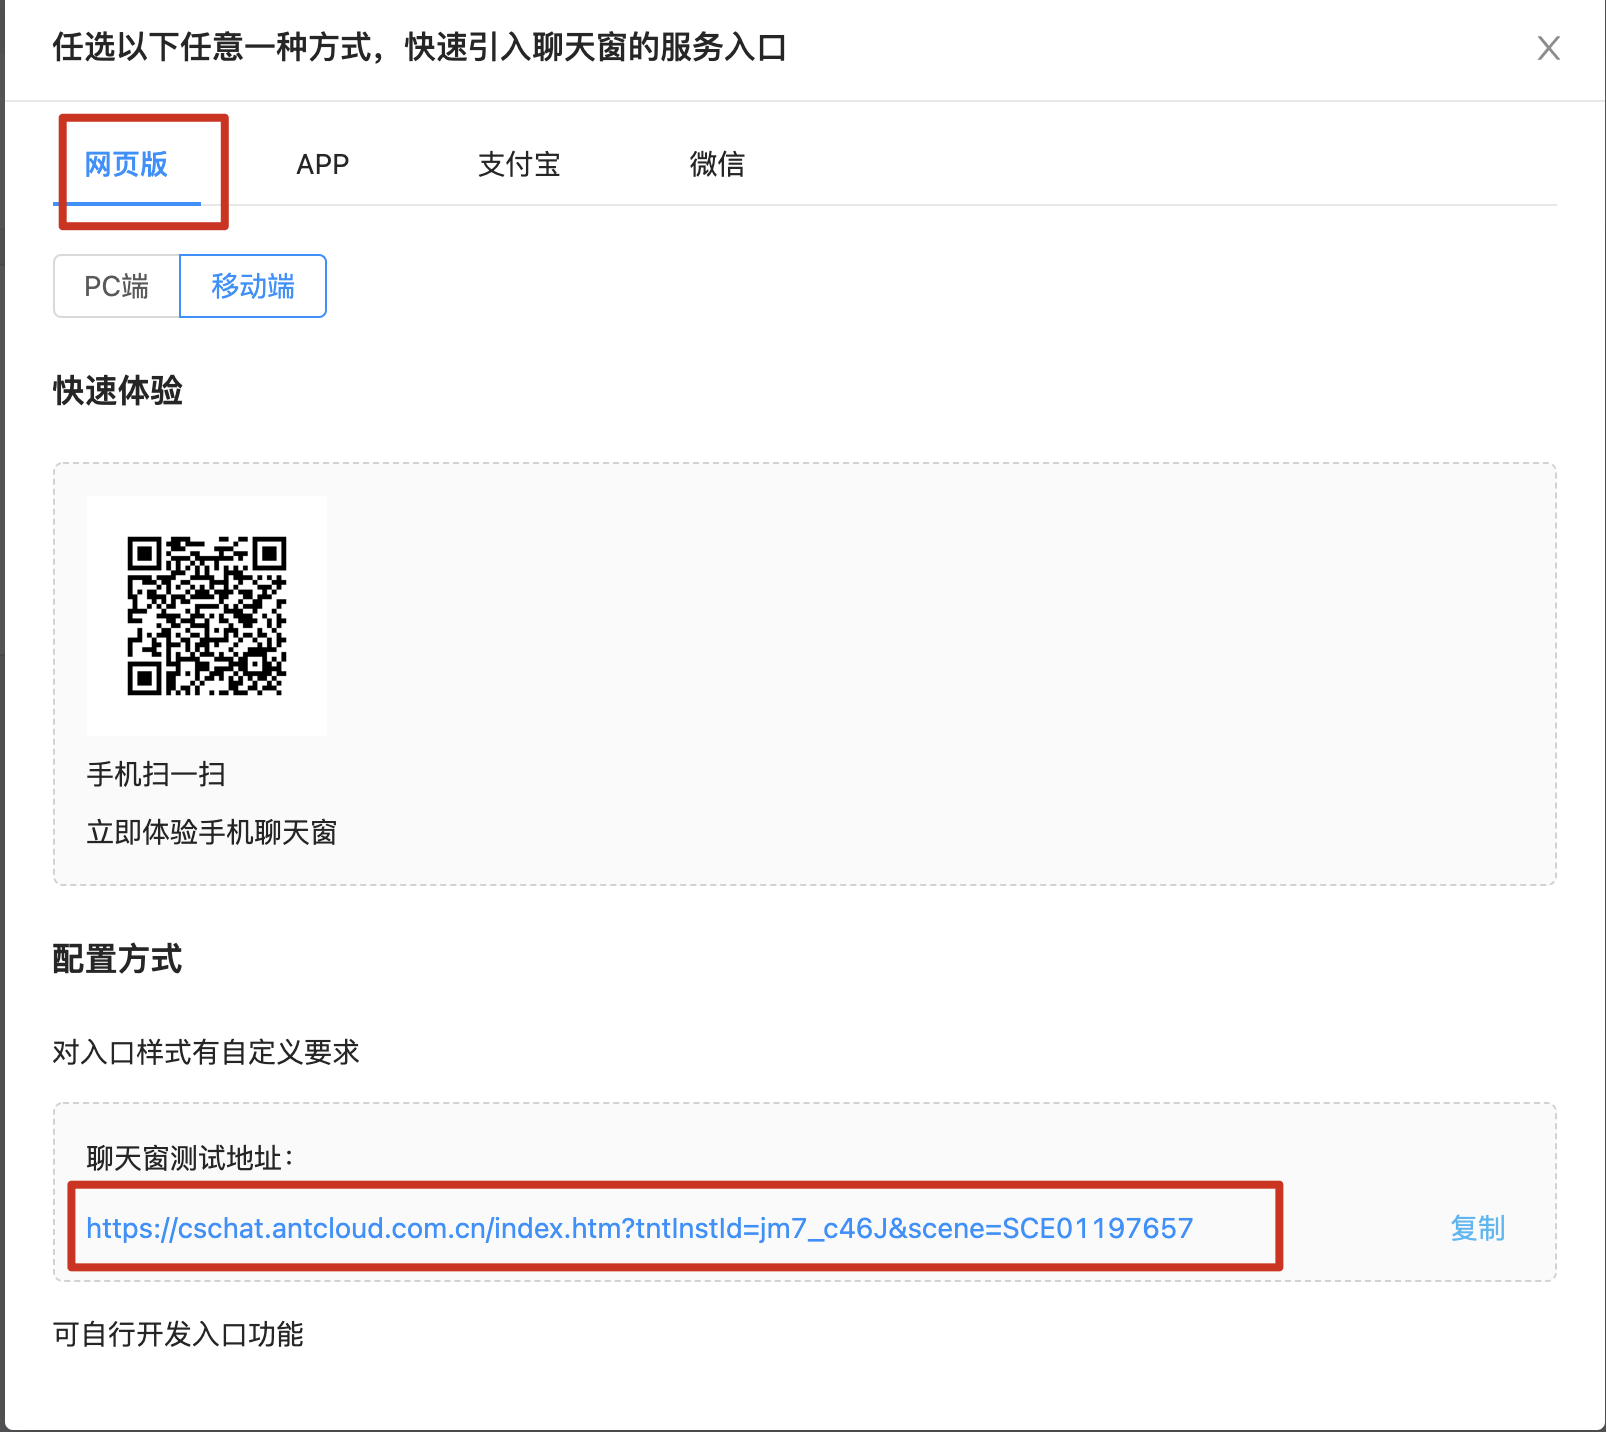 任选以下任意一种方式，快速引入聊天窗的服务入口
网页版 APP 支付宝 微信
PC端 移动端
快速体验
手机扫一扫
立即体验手机聊天窗
配置方式
对入口样式有自定义要求
聊天窗测试地址：
https://cschat.antcloud.com.cn/index.htm?tntInstId=jm7_c46J&scene=SCE01197657 复制
可自行开发入口功能